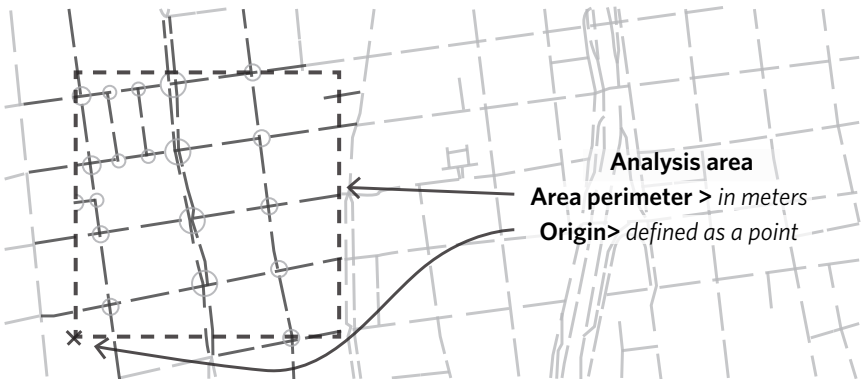 Analysis area
Area perimeter > in meters
Origin> defined as a point